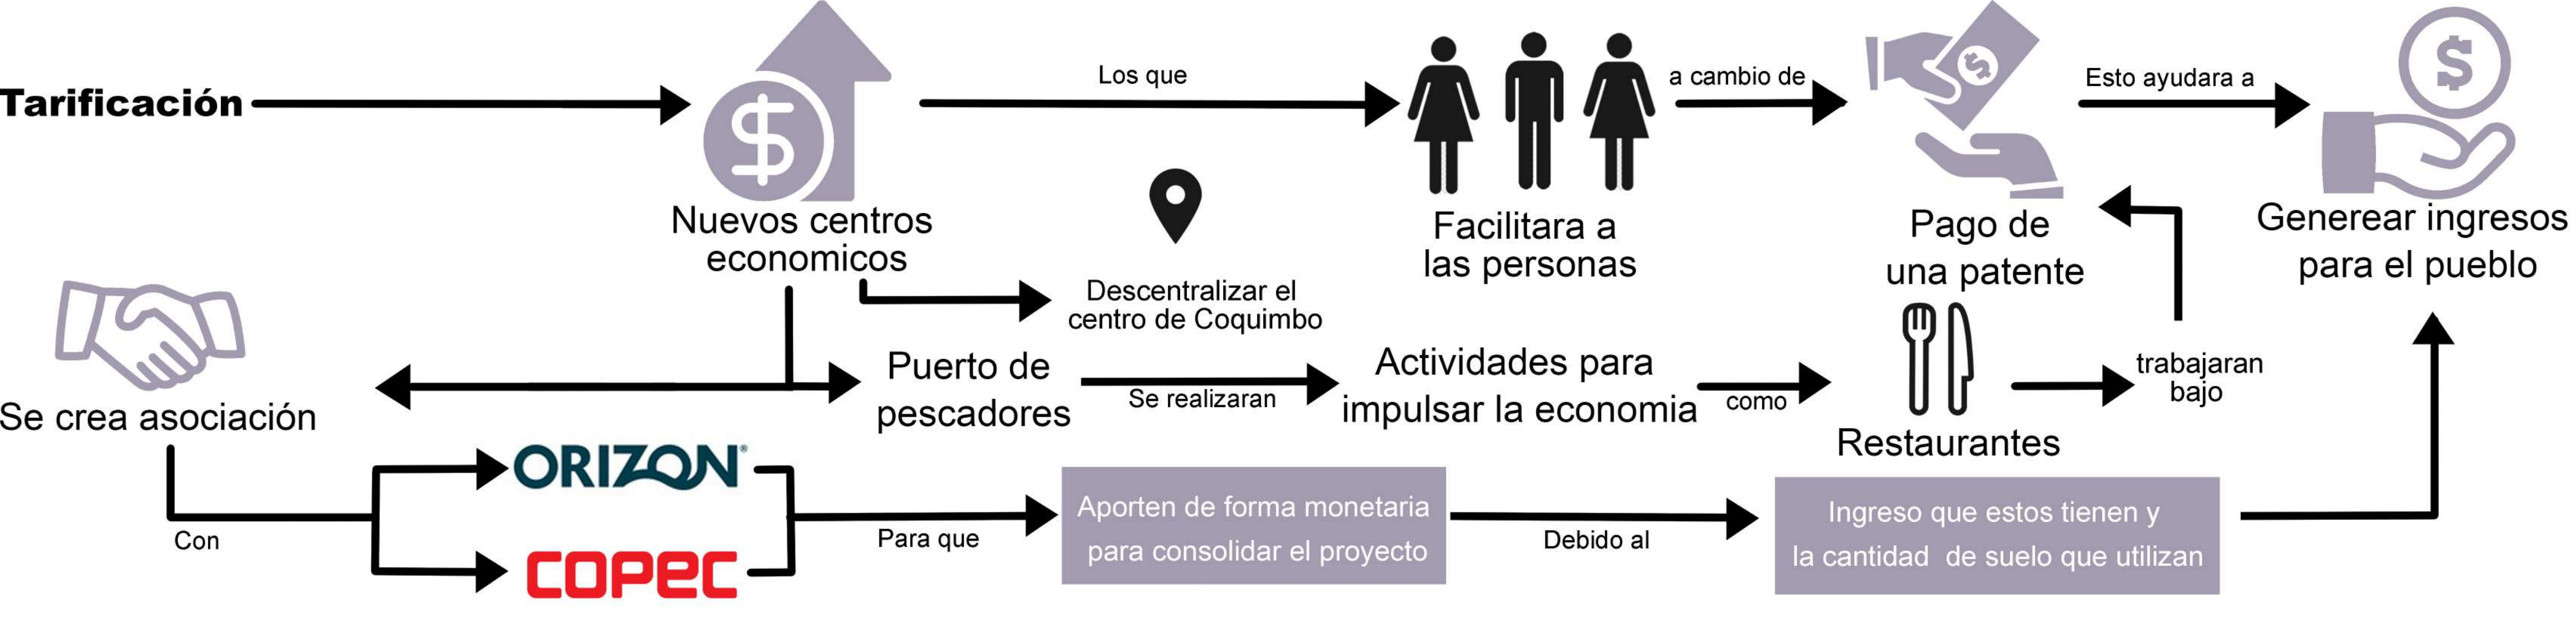 Tarificación
Nuevos centros
economicos
Los que
Facilitara a
las personas
a cambio de
Pago de
una patente
Esto ayudara a
Generear ingresos
para el pueblo
Descentralizar el
centro de Coquimbo
Se crea asociación
Puerto de
pescadores
Se realizaran
Actividades para
impulsar la economia
como
Restaurantes
trabajaran
bajo
Con
ORIZON®
COPEC
Para que
Aporten de forma monetaria
para consolidar el proyecto
Debido al
Ingreso que estos tienen y
la cantidad de suelo que utilizan